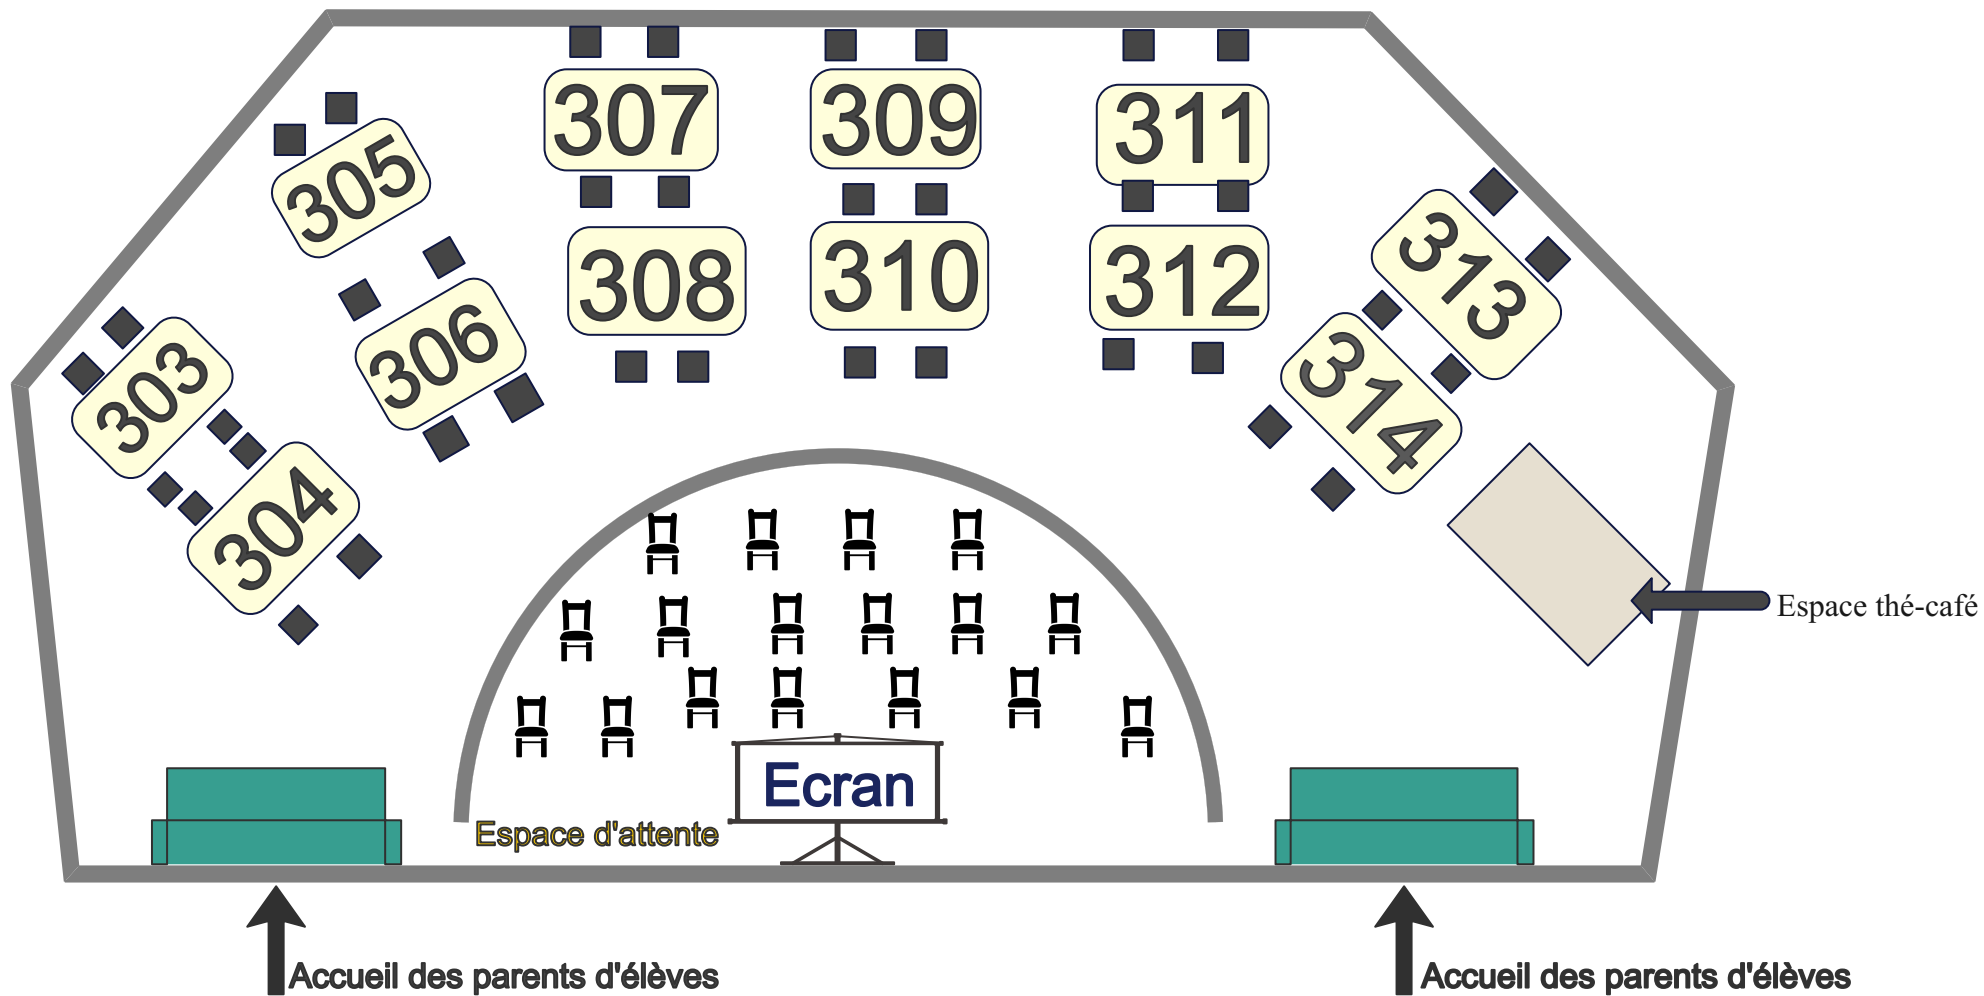 307
309
311
305
313
308
310
312
306
303
314
304
Espace thé-café
Ecran
Espace d'attente
Accueil des parents d'élèves
Accueil des parents d'élèves